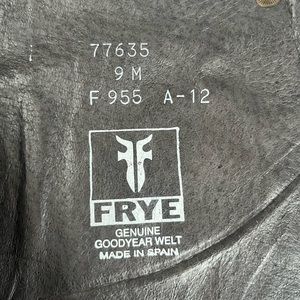 77635
9 M
F 955 A-12
FRYE
GENUINE
GOODYEAR WELT
MADE IN SPAIN